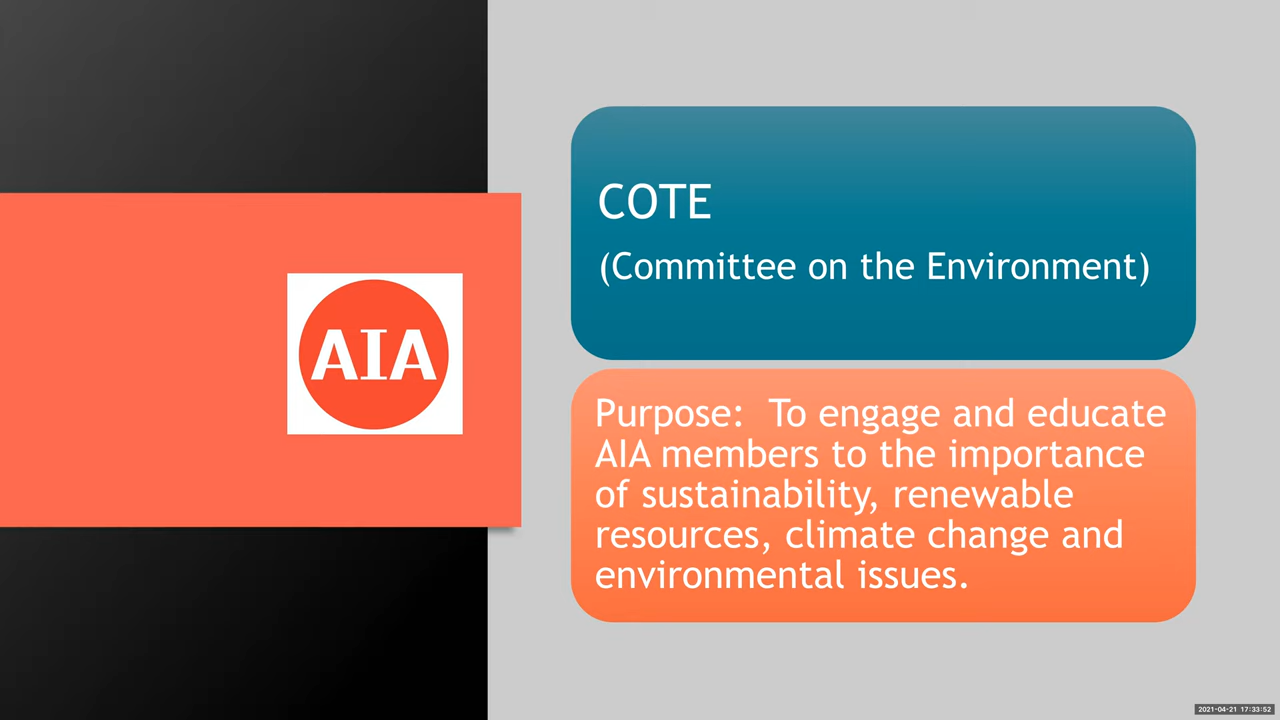 AIA
COTE
(Committee on the Environment)
Purpose:  To engage and educate
AIA members to the importance
of sustainability, renewable
resources, climate change and
environmental issues.
2021-04-21 17:33:52